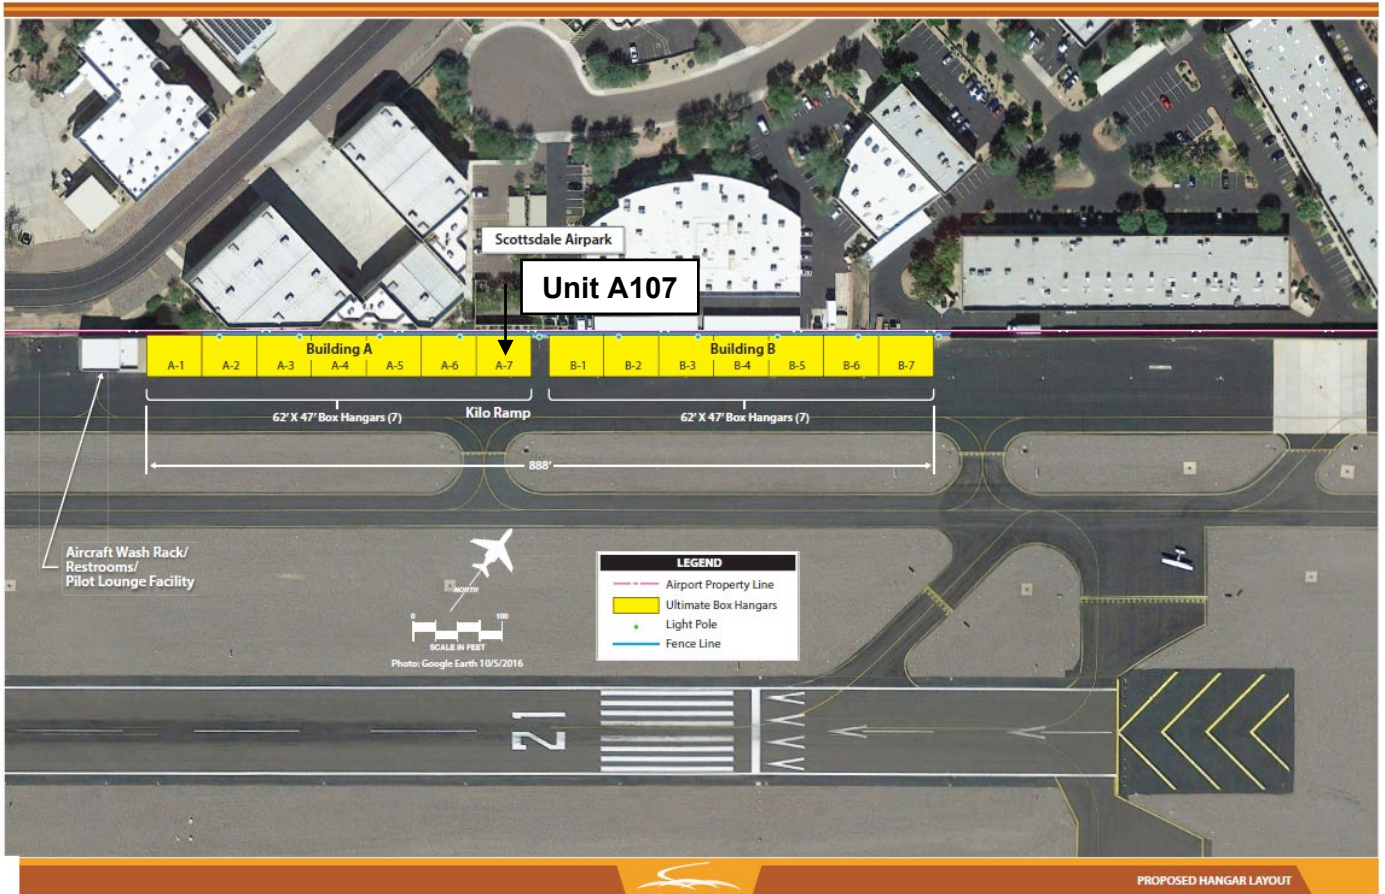 Scottsdale Airpark
Unit A107
Building A
A-1 A-2 A-3 A-4 A-5 A-6 A-7
Building B
B-1 B-2 B-3 B-4 B-5 B-6 B-7
62' X 47' Box Hangars (7)
Kilo Ramp
62' X 47' Box Hangars (7)
888'
Aircraft Wash Rack/
Restrooms/
Pilot Lounge Facility
NORTH
0 100
SCALE IN FEET
Photo: Google Earth 10/5/2016
LEGEND
Airport Property Line
Ultimate Box Hangars
Light Pole
Fence Line
21
PROPOSED HANGAR LAYOUT